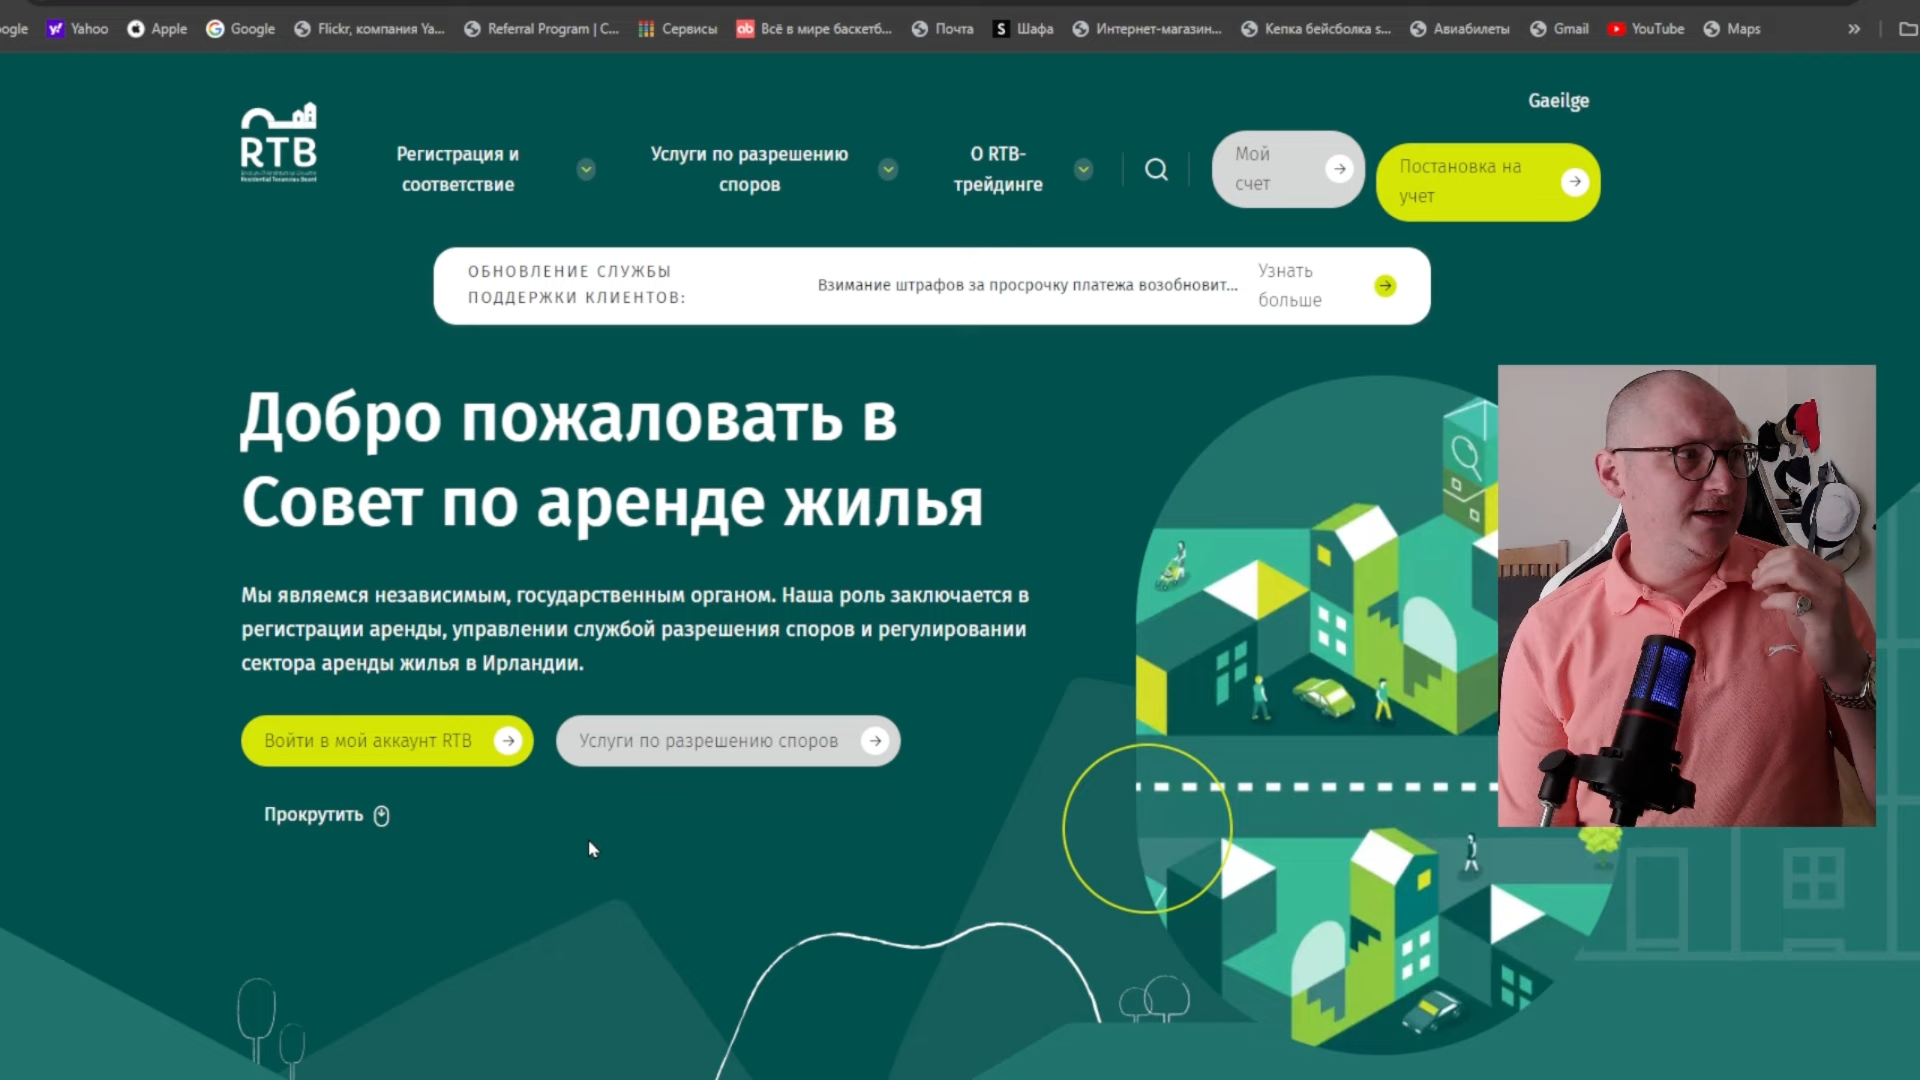 ogle
Yahoo
Apple
Google
Flickr, компания Ya...
Referral Program | C...
Сервисы
ab
Всё в мире баскетб...
Почта
S
Шафа
Интернет-магазин...
Кепка бейсболка s...
Авиабилеты
Gmail
YouTube
Maps
»
Gaeilge
RTB
Residential Tenancies Board
Регистрация и
соответствие
Услуги по разрешению
споров
О RTB-
трейдинге
Мой
счет
Постановка на
учет
ОБНОВЛЕНИЕ СЛУЖБЫ
ПОДДЕРЖКИ КЛИЕНТОВ:
Взимание штрафов за просрочку платежа возобновит...
Узнать
больше
Добро пожаловать в
Совет по аренде жилья
Мы являемся независимым, государственным органом. Наша роль заключается в
регистрации аренды, управлении службой разрешения споров и регулировании
сектора аренды жилья в Ирландии.
Войти в мой аккаунт RTB
Услуги по разрешению споров
Прокрутить